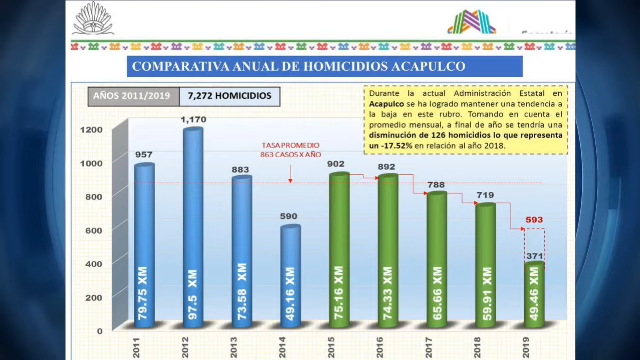 COMPARATIVA ANUAL DE HOMICIDIOS ACAPULCO
AÑOS 2011/2019
7,272 HOMICIDIOS
Durante la actual Administración Estatal en
Acapulco se ha logrado mantener una tendencia a
la baja en este rubro. Tomando en cuenta el
promedio mensual, a final de año se tendría una
disminución de 126 homicidios lo que representa
un -17.52% en relación al año 2018.
TASA PROMEDIO
863 CASOS X AÑO
1200
1000
800
600
400
200
0
957
1,170
883
590
902
892
788
719
593
371
79.75 XM
97.5 XM
73.58 XM
49.16 XM
75.16 XM
74.33 XM
65.66 XM
59.91 XM
49.46 XM
2011
2012
2013
2014
2015
2016
2017
2018
2019